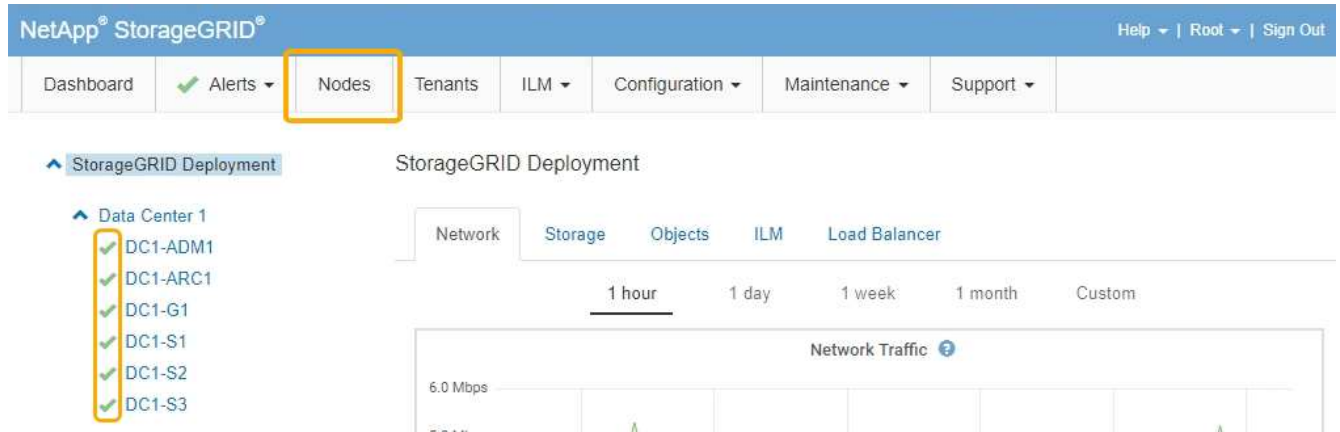 NetApp® StorageGRID®
Help | Root | Sign Out
Dashboard Alerts Nodes Tenants ILM Configuration Maintenance Support
StorageGRID Deployment
StorageGRID Deployment
Data Center 1
DC1-ADM1
DC1-ARC1
DC1-G1
DC1-S1
DC1-S2
DC1-S3
Network Storage Objects ILM Load Balancer
1 hour 1 day 1 week 1 month Custom
Network Traffic
6.0 Mbps